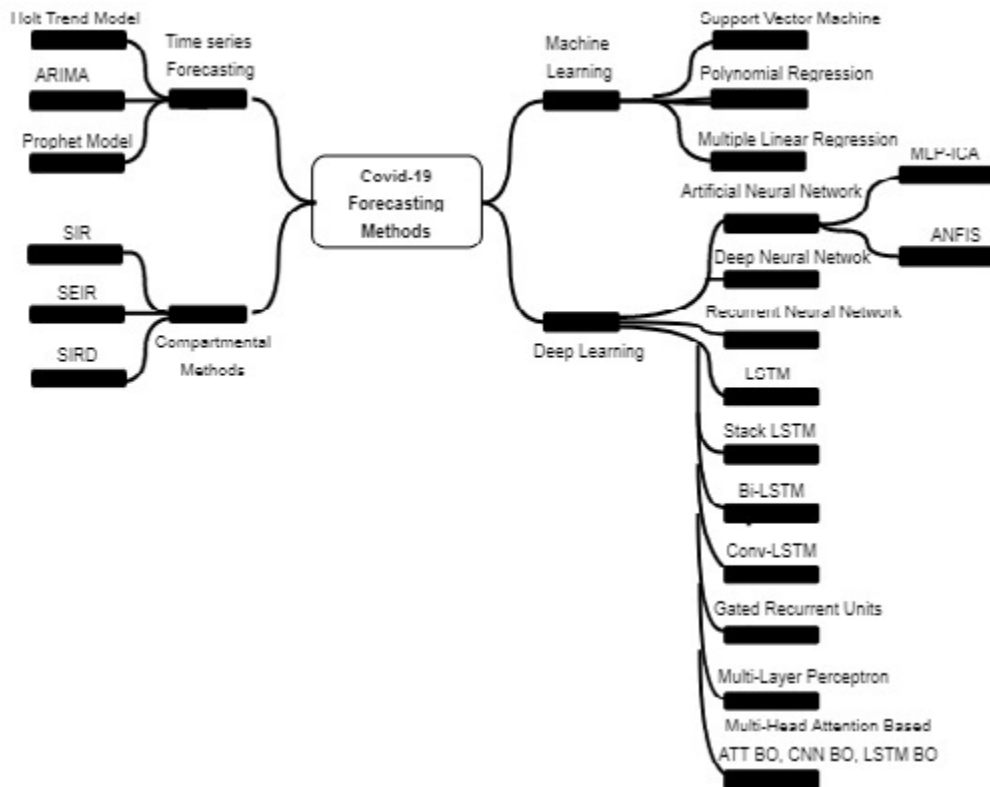 Holt Trend Model
ARIMA
Prophet Model
Time series
Forecasting
SIR
SEIR
SIRD
Compartmental
Methods
Covid-19
Forecasting
Methods
Machine
Learning
Support Vector Machine
Polynomial Regression
Multiple Linear Regression
Deep Learning
Artificial Neural Network
MLP-ICA
ANFIS
Deep Neural Netwok
Recurrent Neural Network
LSTM
Stack LSTM
Bi-LSTM
Conv-LSTM
Gated Recurrent Units
Multi-Layer Perceptron
Multi-Head Attention Based
ATT BO, CNN BO, LSTM BO